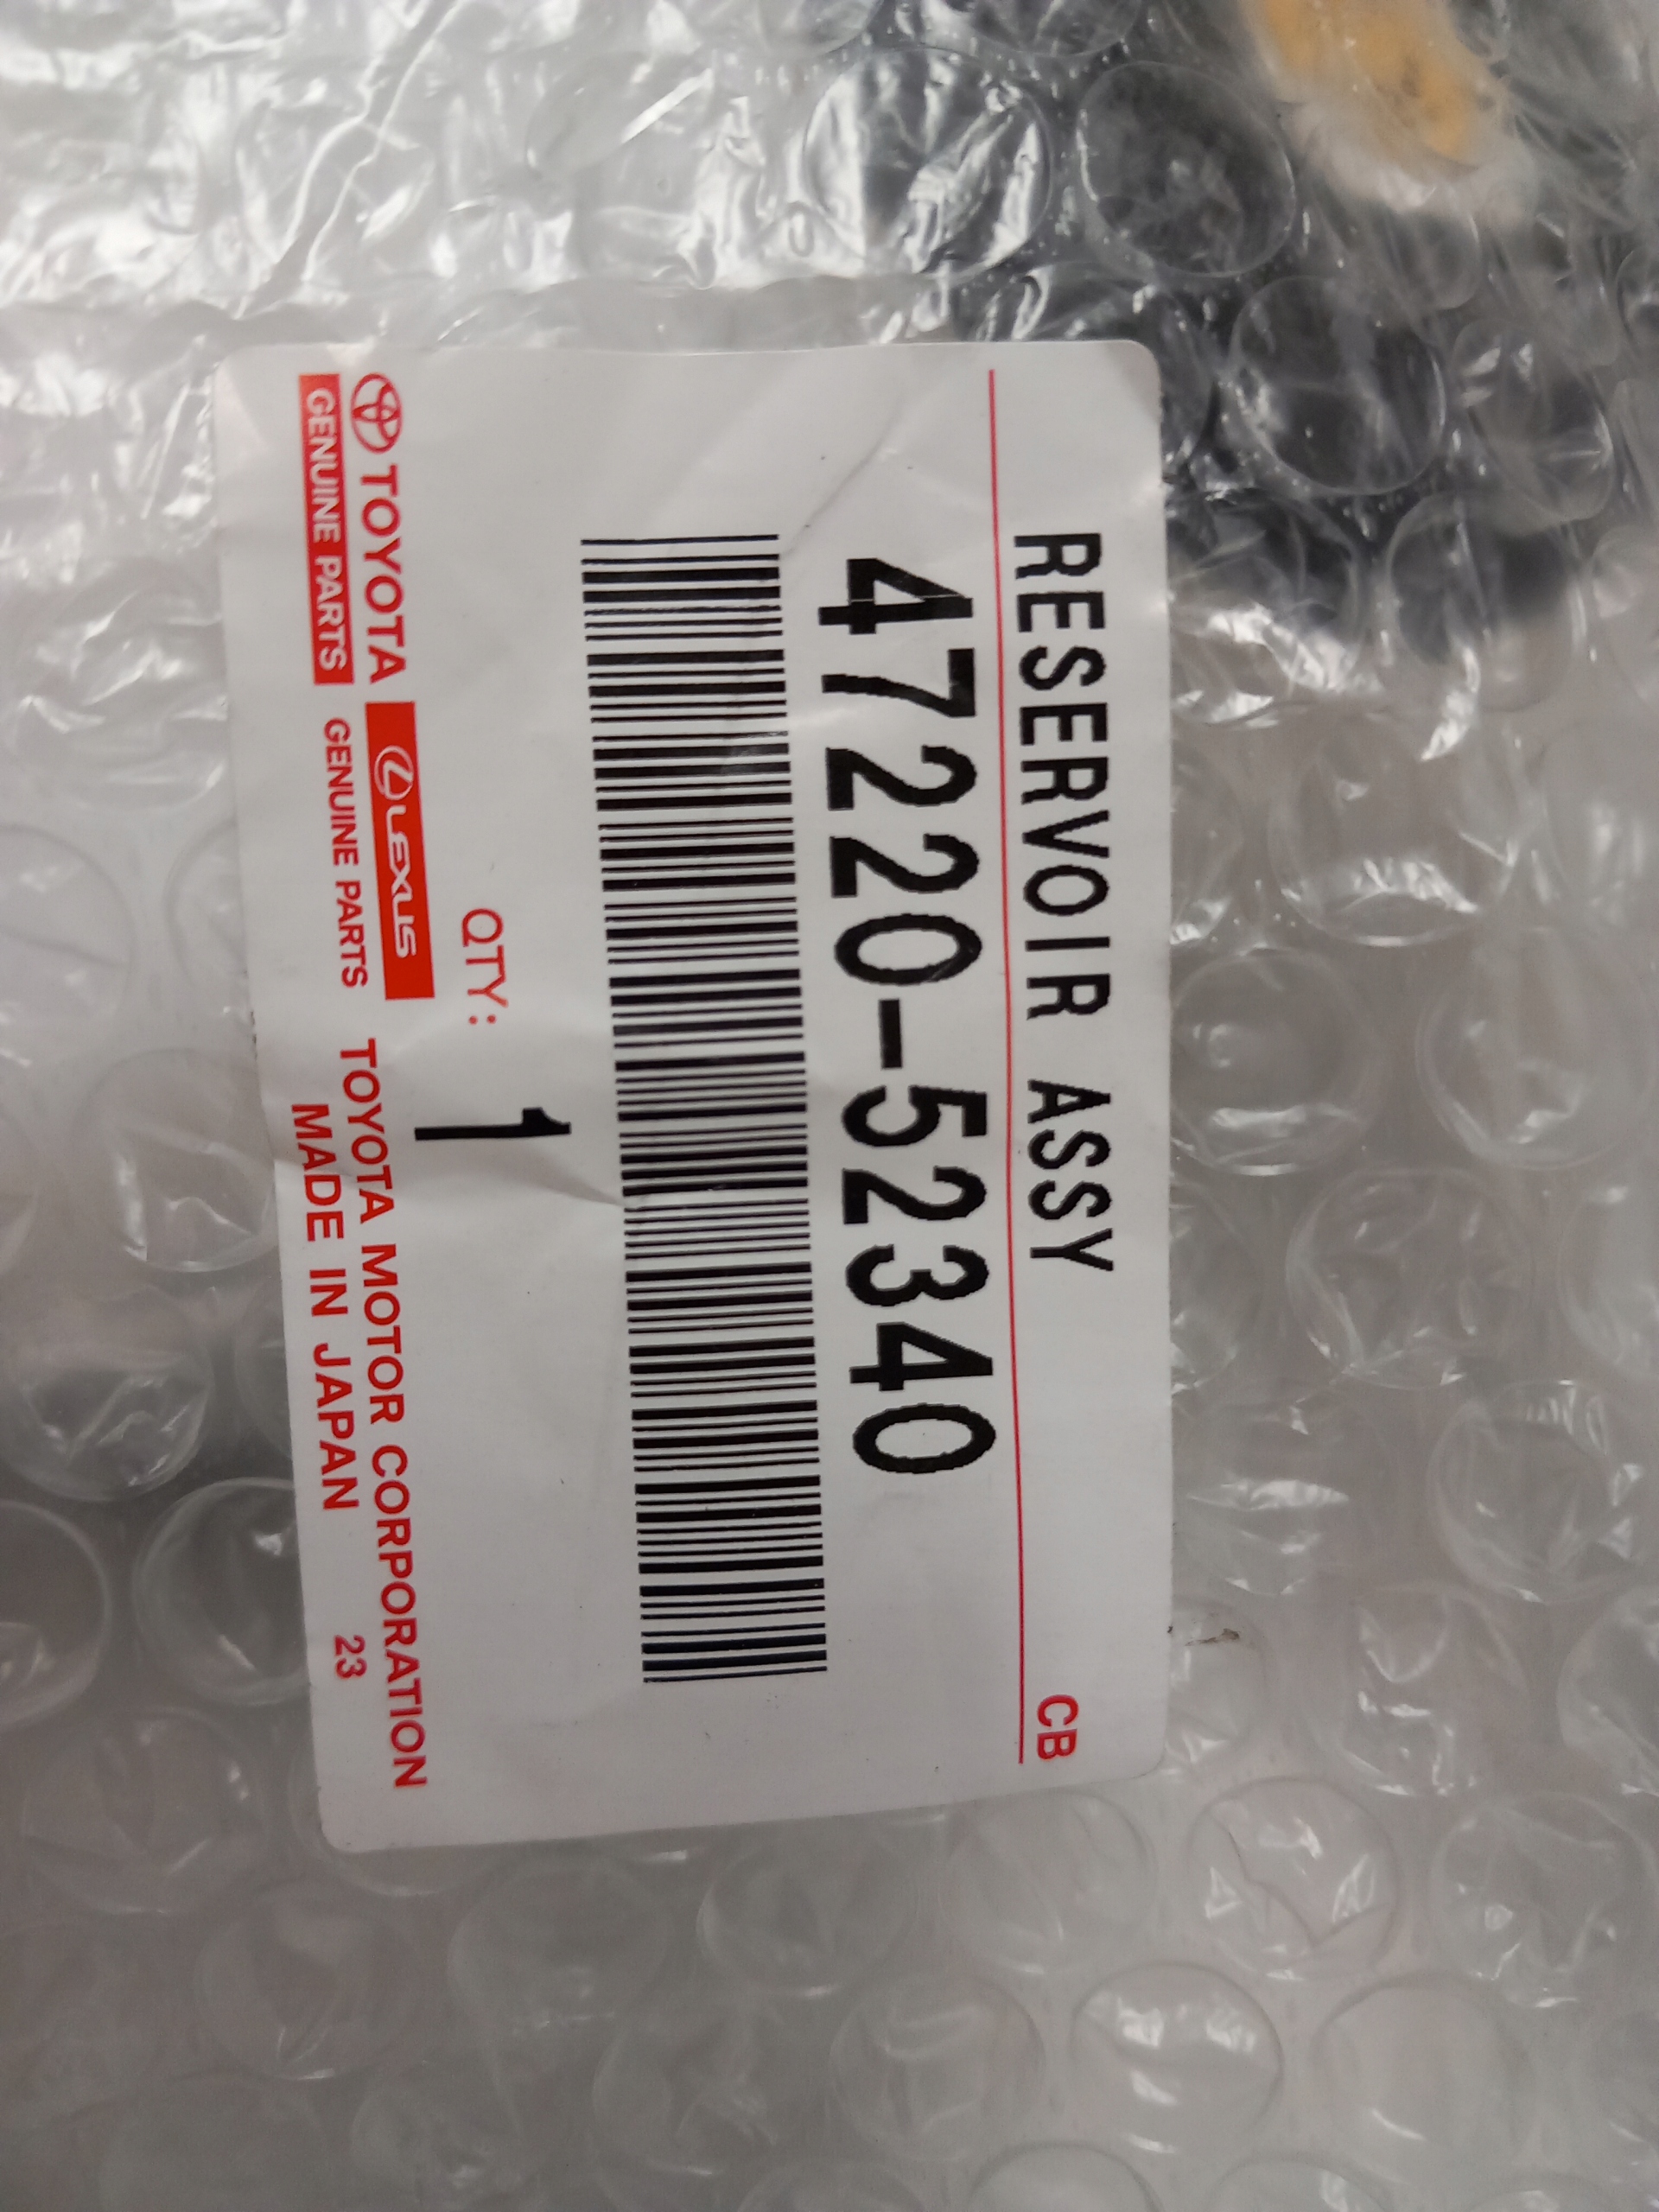 RESERVOIR ASSY CB
47220-52340
QTY: 1
TOYOTA LEXUS TOYOTA MOTOR CORPORATION
GENUINE PARTS GENUINE PARTS MADE IN JAPAN 23